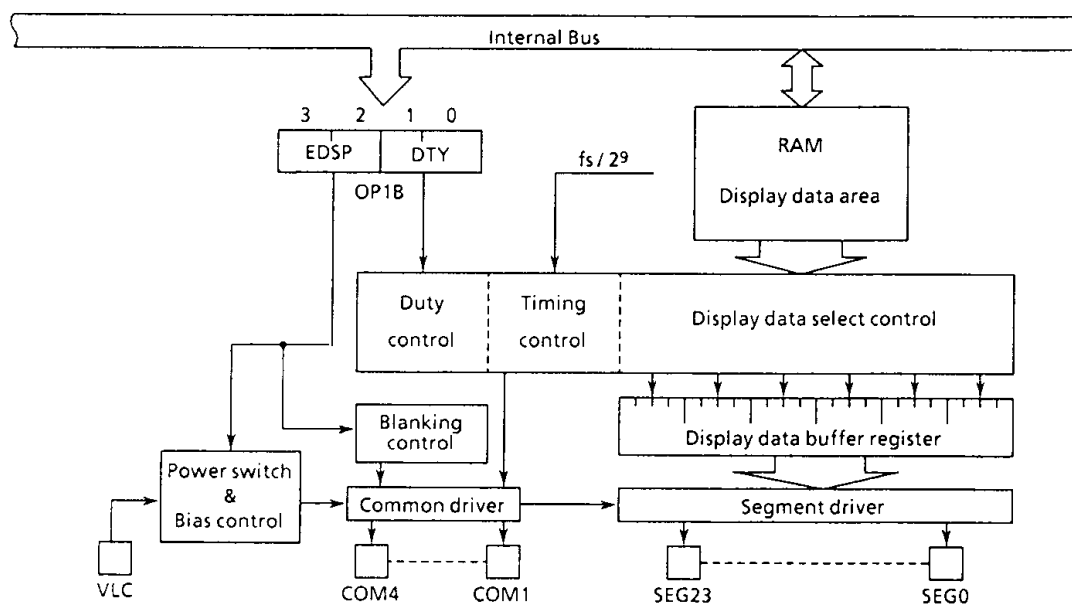 Internal Bus
3 2 1 0
EDSP DTY
OP1B
fs / 2⁹
RAM
Display data area
Duty
control
Timing
control
Display data select control
Blanking
control
Display data buffer register
Power switch
&
Bias control
Common driver
Segment driver
VLC
COM4
COM1
SEG23
SEG0